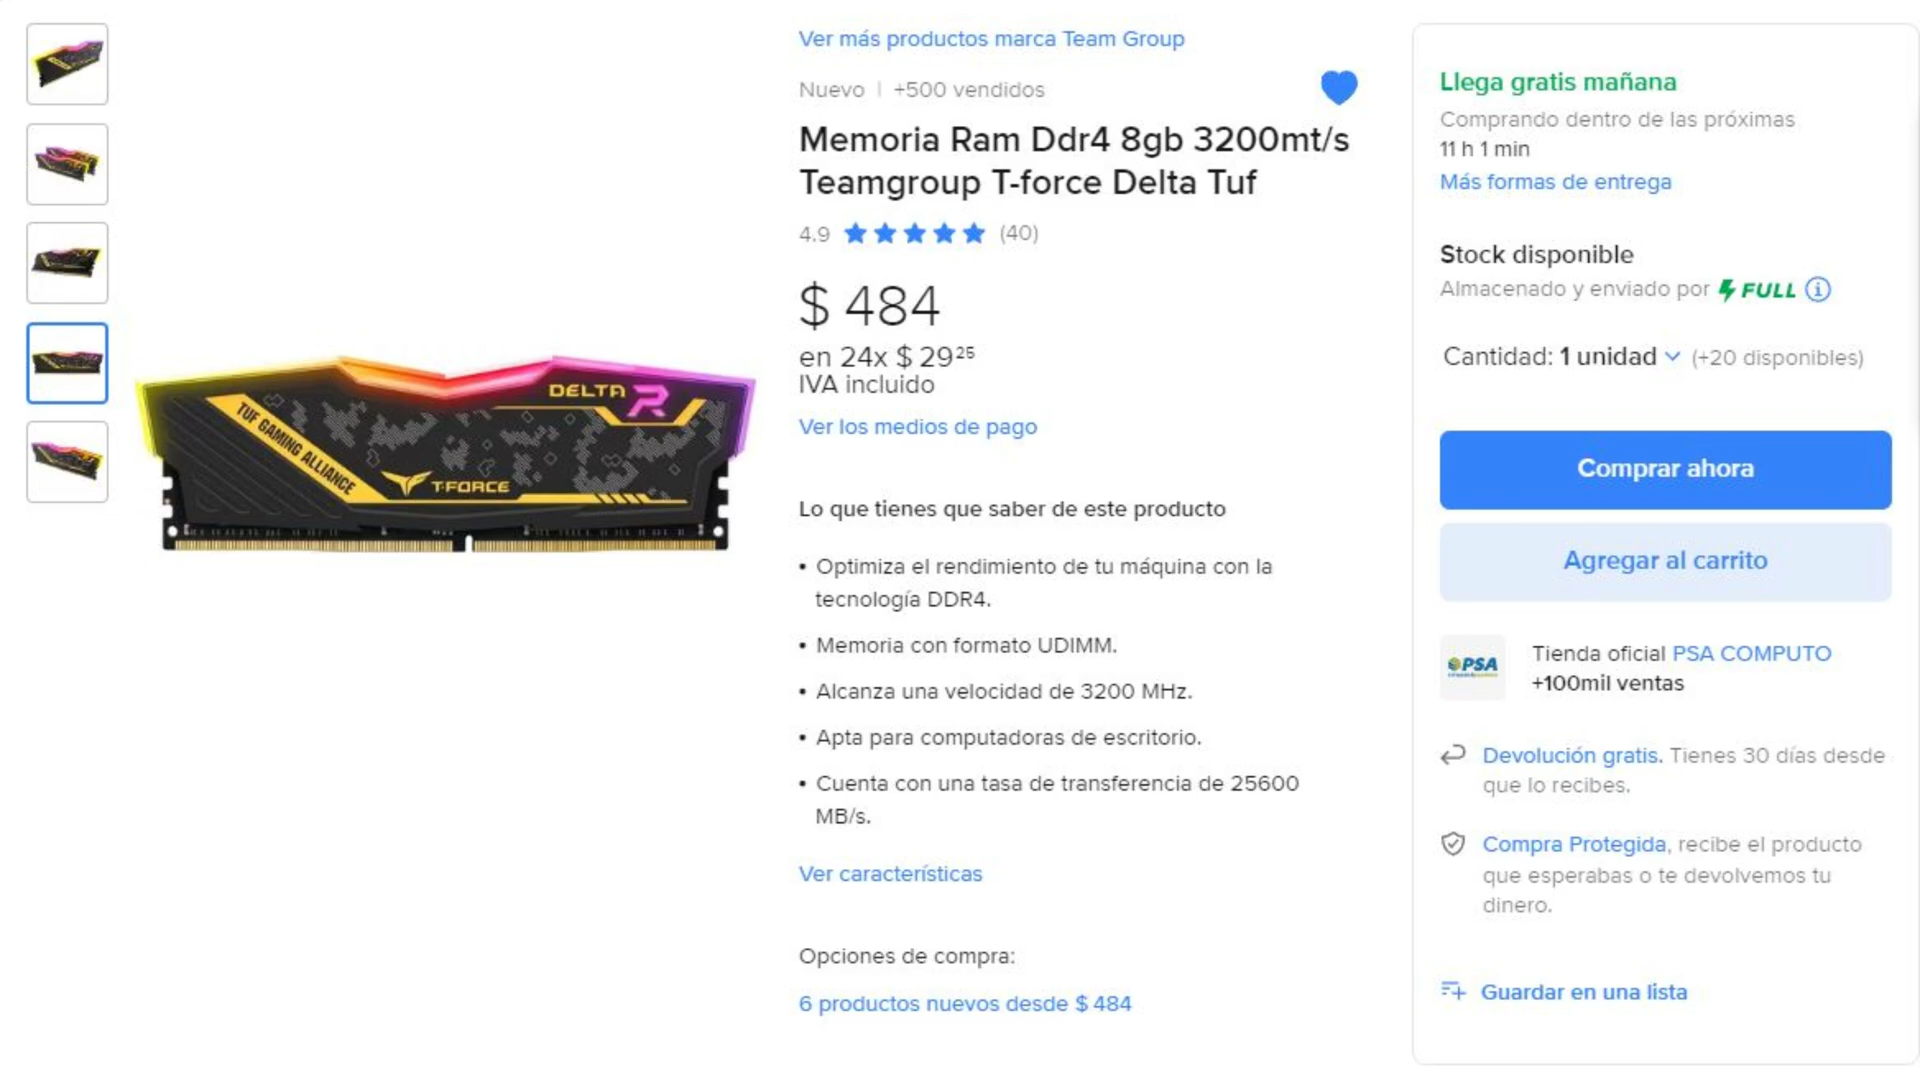 Ver más productos marca Team Group
Nuevo | +500 vendidos
Memoria Ram Ddr4 8gb 3200mt/s
Teamgroup T-force Delta Tuf
4.9 (40)
$ 484
en 24x $ 29²⁵
IVA incluido
Ver los medios de pago
Lo que tienes que saber de este producto
• Optimiza el rendimiento de tu máquina con la
tecnología DDR4.
• Memoria con formato UDIMM.
• Alcanza una velocidad de 3200 MHz.
• Apta para computadoras de escritorio.
• Cuenta con una tasa de transferencia de 25600
MB/s.
Ver características
Opciones de compra:
6 productos nuevos desde $ 484
DELTA R
TUF GAMING ALLIANCE
T-FORCE
Llega gratis mañana
Comprando dentro de las próximas
11 h 1 min
Más formas de entrega
Stock disponible
Almacenado y enviado por FULL
Cantidad: 1 unidad (+20 disponibles)
Comprar ahora
Agregar al carrito
PSA
Tienda oficial PSA COMPUTO
+100mil ventas
Devolución gratis. Tienes 30 días desde
que lo recibes.
Compra Protegida, recibe el producto
que esperabas o te devolvemos tu
dinero.
Guardar en una lista